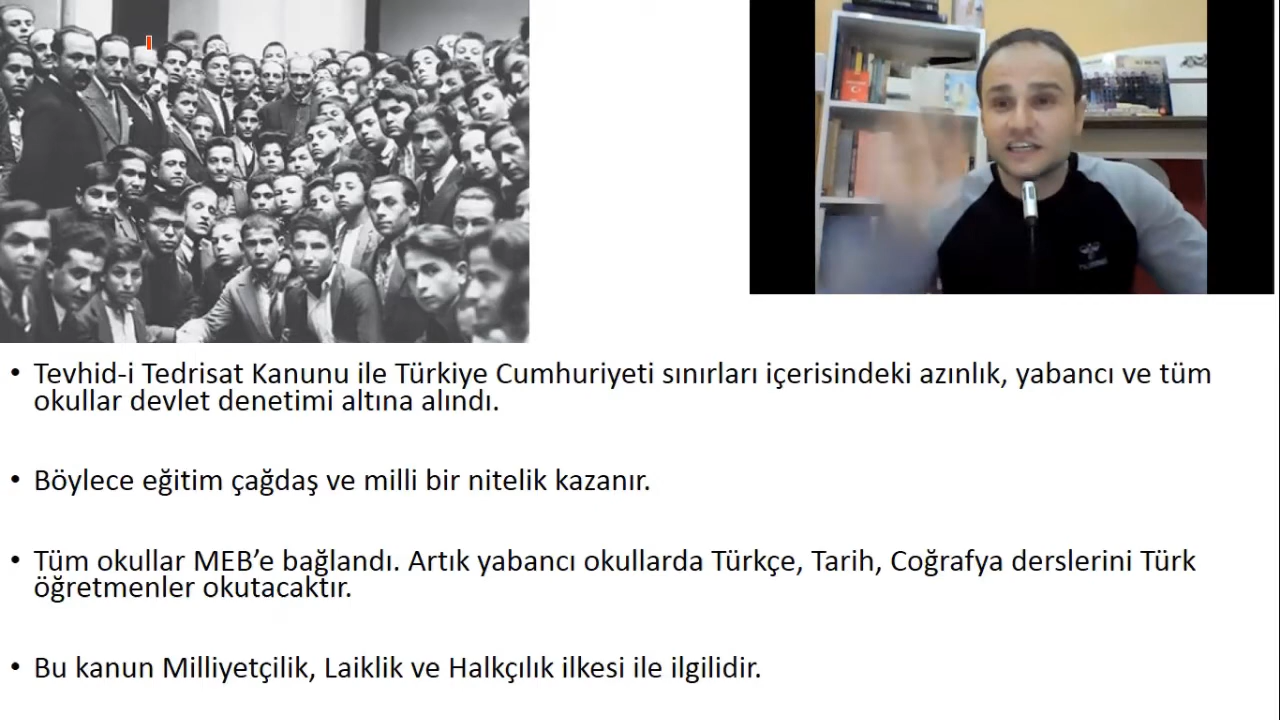 • Tevhid-i Tedrisat Kanunu ile Türkiye Cumhuriyeti sınırları içerisindeki azınlık, yabancı ve tüm
okullar devlet denetimi altına alındı.
• Böylece eğitim çağdaş ve milli bir nitelik kazanır.
• Tüm okullar MEB’e bağlandı. Artık yabancı okullarda Türkçe, Tarih, Coğrafya derslerini Türk
öğretmenler okutacaktır.
• Bu kanun Milliyetçilik, Laiklik ve Halkçılık ilkesi ile ilgilidir.